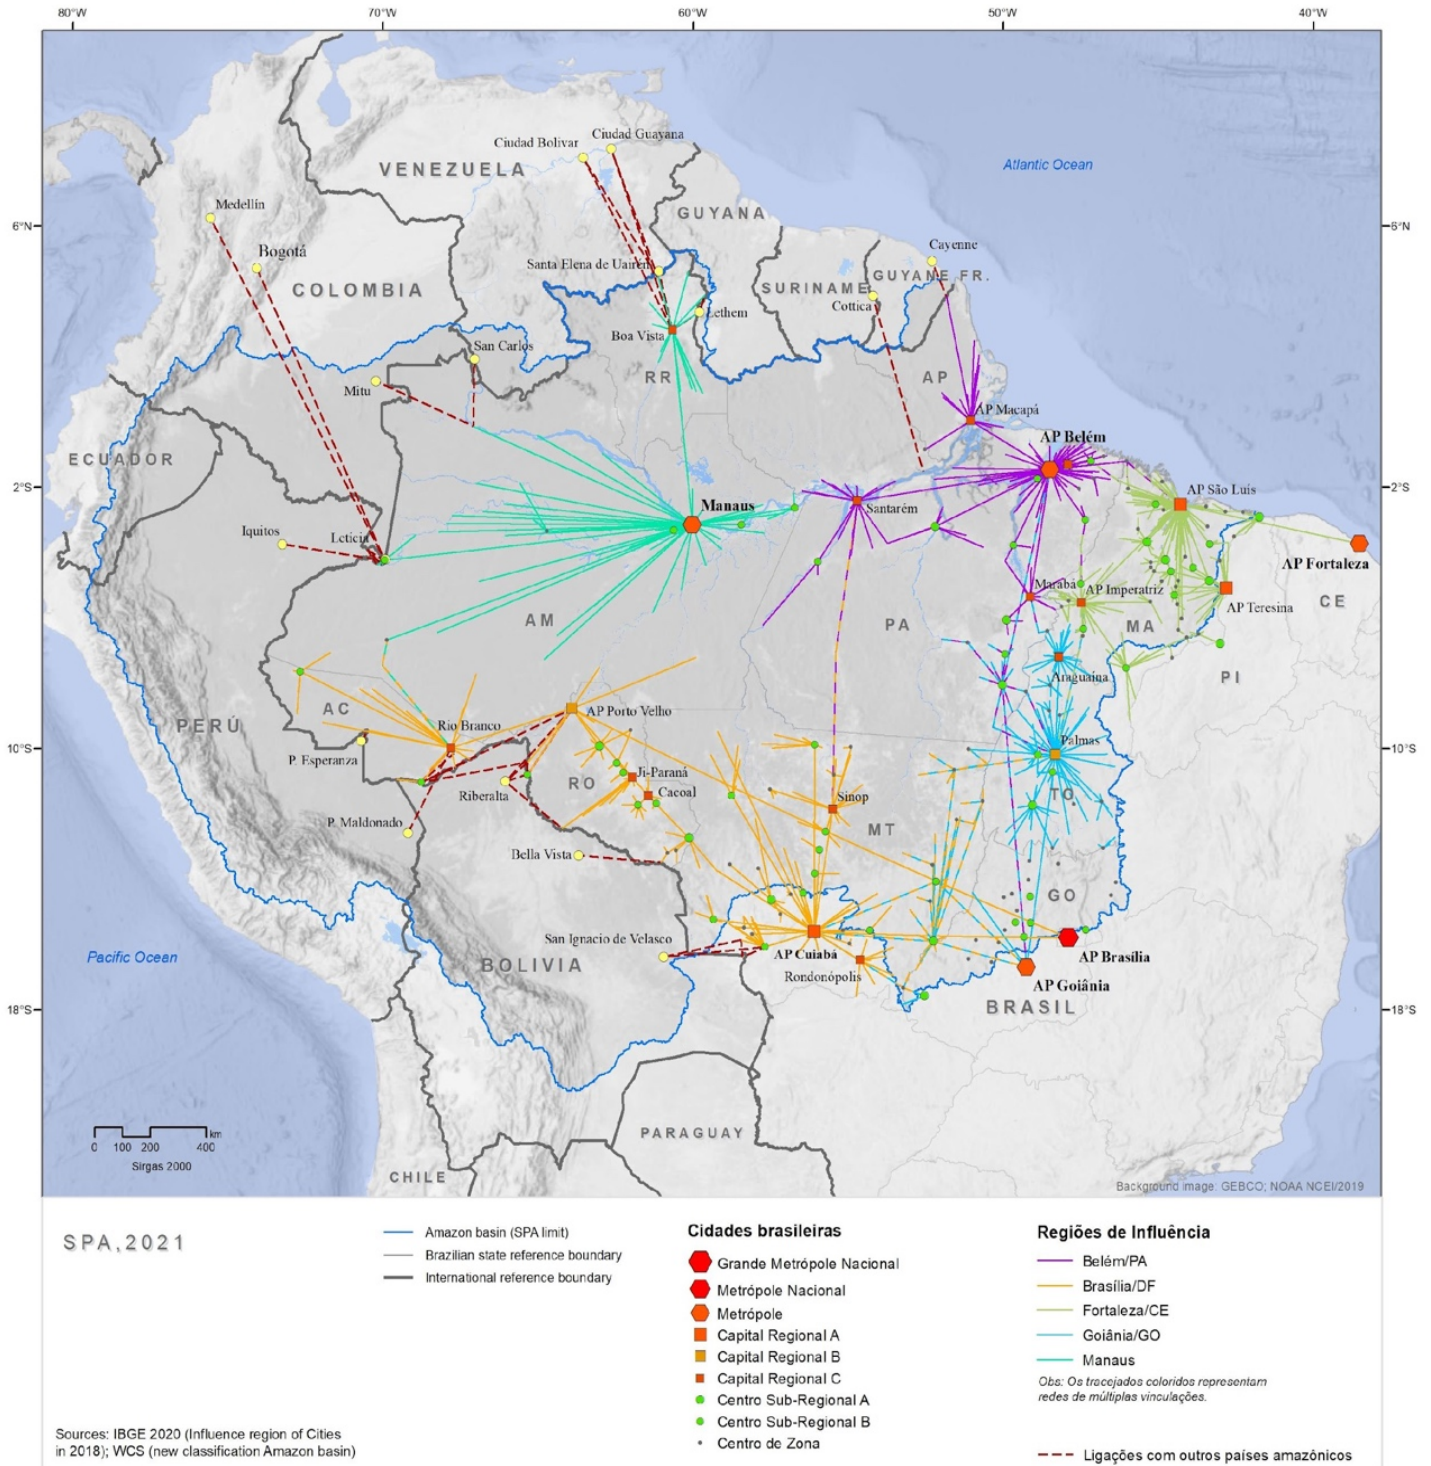 80°W 70°W 60°W 50°W 40°W
Ciudad Guayana
Ciudad Bolivar
Atlantic Ocean
VENEZUELA
Medellín
GUYANA
6°N 6°N
Cayenne
Bogotá
Santa Elena de Uairén
GUYANE FR.
COLOMBIA
SURINAME
Cottica
Lethem
Boa Vista
San Carlos
RR
AP
Mitu
AP Macapá
AP Belém
ECUADOR
2°S 2°S
AP São Luís
Manaus
Santarém
Iquitos
Leticia
AP Fortaleza
Marabá
AP Imperatriz
CE
AP Teresina
AM
PA
MA
Araguaína
PI
AC
AP Porto Velho
PERÚ
Rio Branco
Palmas
10°S 10°S
P. Esperanza
Ji-Paraná
RO
Cacoal
Riberalta
Sinop
TO
P. Maldonado
MT
Bella Vista
GO
San Ignacio de Velasco
Pacific Ocean
AP Cuiabá
AP Brasília
BOLIVIA
Rondonópolis
AP Goiânia
18°S 18°S
BRASIL
PARAGUAY
km
0 100 200 400
Sirgas 2000
CHILE
Background image: GEBCO; NOAA NCEI/2019
SPA,2021
Amazon basin (SPA limit)
Brazilian state reference boundary
International reference boundary
Cidades brasileiras
Grande Metrópole Nacional
Metrópole Nacional
Metrópole
Capital Regional A
Capital Regional B
Capital Regional C
Centro Sub-Regional A
Centro Sub-Regional B
Centro de Zona
Regiões de Influência
Belém/PA
Brasília/DF
Fortaleza/CE
Goiânia/GO
Manaus
Obs: Os tracejados coloridos representam
redes de múltiplas vinculações.
Ligações com outros países amazônicos
Sources: IBGE 2020 (Influence region of Cities
in 2018); WCS (new classification Amazon basin)